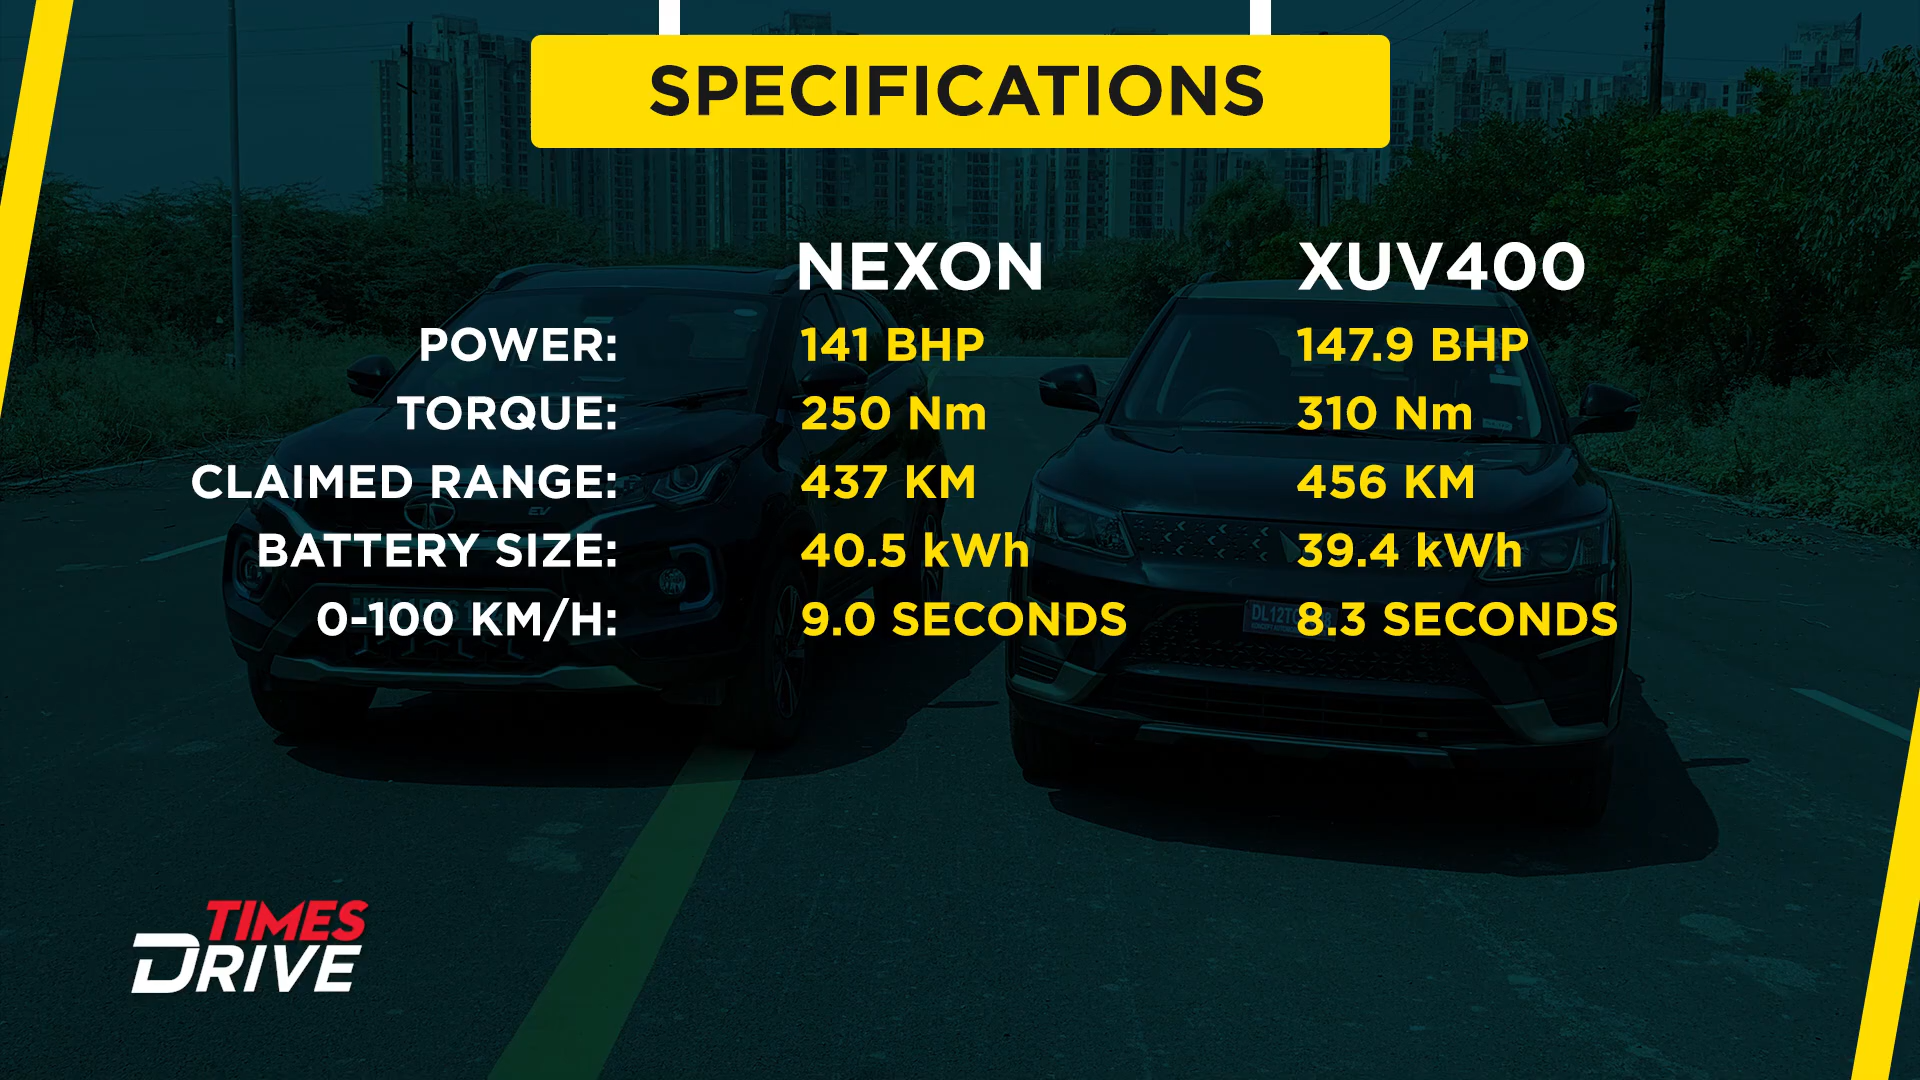 SPECIFICATIONS
NEXON XUV400
POWER: 141 BHP 147.9 BHP
TORQUE: 250 Nm 310 Nm
CLAIMED RANGE: 437 KM 456 KM
EV
BATTERY SIZE: 40.5 kWh 39.4 kWh
0-100 KM/H: 9.0 SECONDS 8.3 SECONDS
TIMES
DRIVE